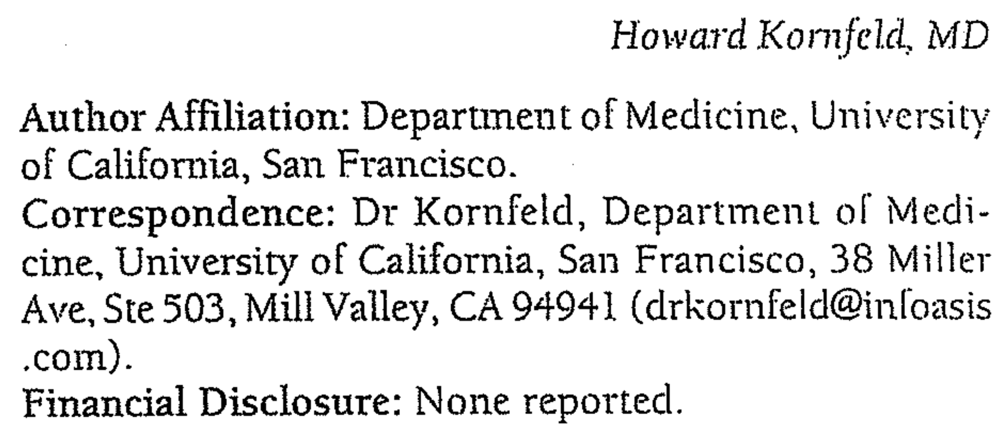 Howard Kornfeld, MD
Author Affiliation: Department of Medicine, University
of California, San Francisco.
Correspondence: Dr Kornfeld, Department of Medi-
cine, University of California, San Francisco, 38 Miller
Ave, Ste 503, Mill Valley, CA 94941 (drkornfeld@infoasis
.com).
Financial Disclosure: None reported.